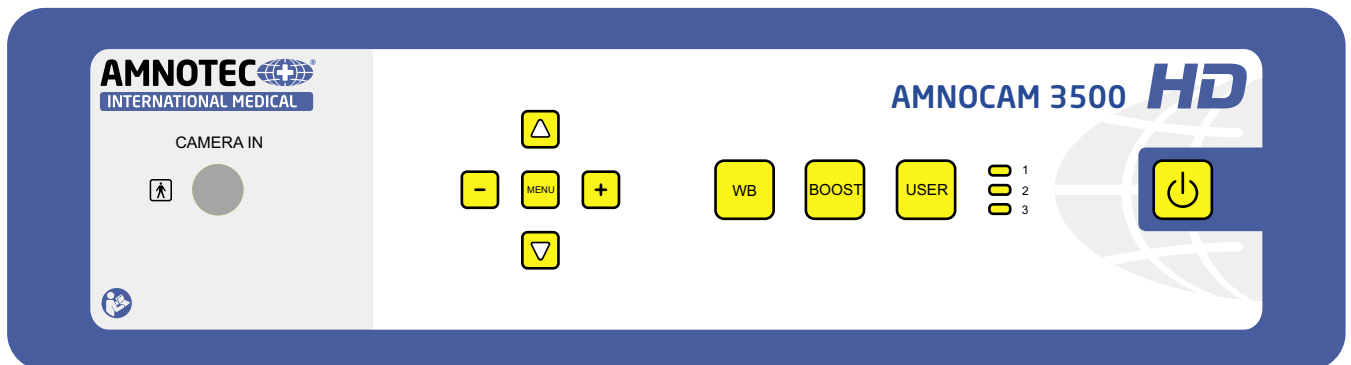 AMNOTEC®
INTERNATIONAL MEDICAL
CAMERA IN
AMNOCAM 3500 HD
- MENU +
WB BOOST USER
1
2
3